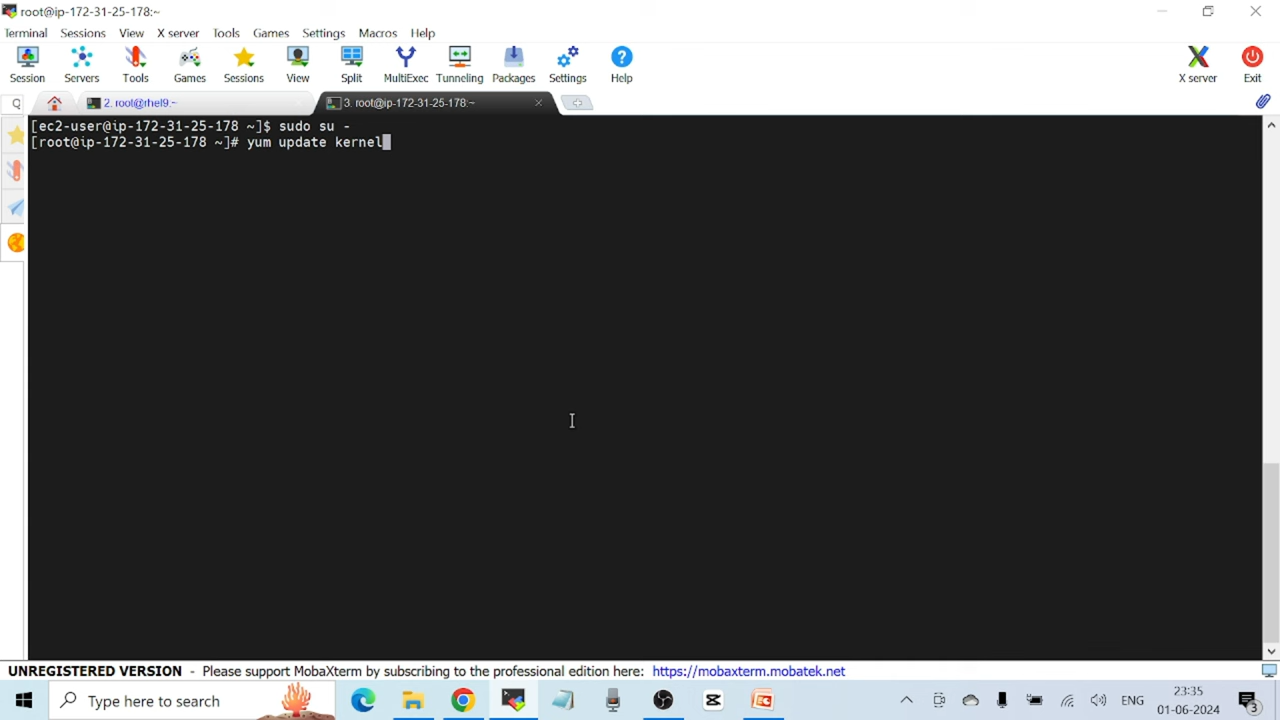 root@ip-172-31-25-178:~
Terminal Sessions View X server Tools Games Settings Macros Help
Session Servers Tools Games Sessions View Split MultiExec Tunneling Packages Settings Help X server Exit
2. root@rhel9:~
3. root@ip-172-31-25-178:~
[ec2-user@ip-172-31-25-178 ~]$ sudo su -
[root@ip-172-31-25-178 ~]# yum update kernel
UNREGISTERED VERSION - Please support MobaXterm by subscribing to the professional edition here: https://mobaxterm.mobatek.net
Type here to search
ENG
23:35
01-06-2024
3